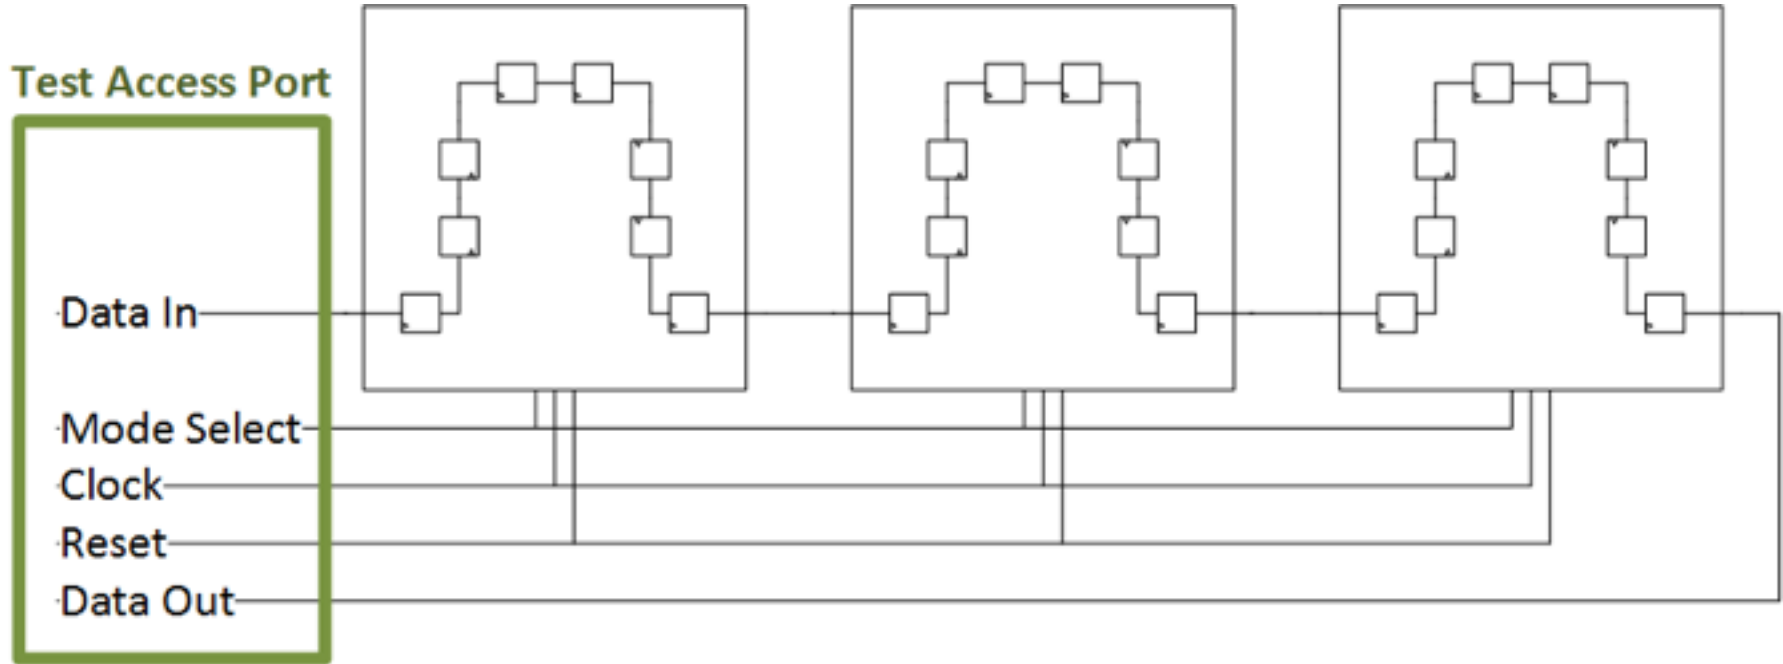 Test Access Port
Data In
Mode Select
Clock
Reset
Data Out